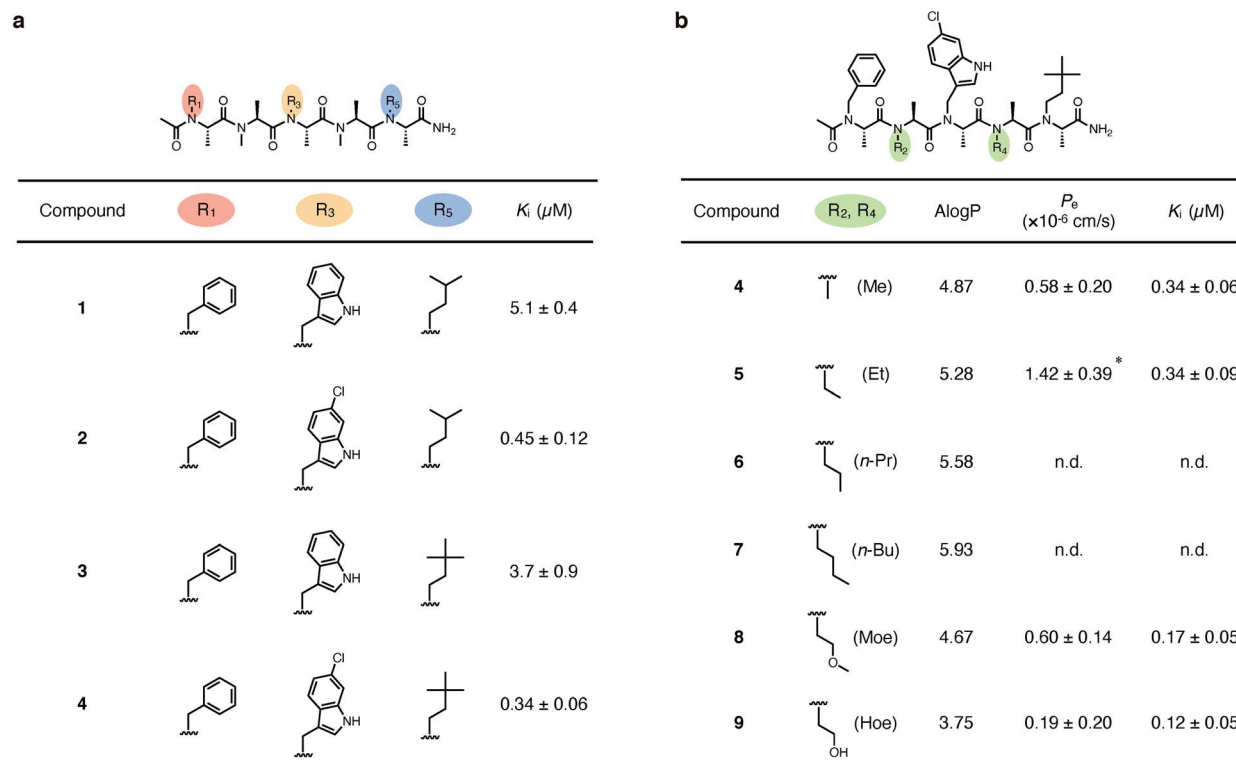 a
R₁ O R₃ O R₅ O
N N N N N NH₂
O O O
Compound R₁ R₃ R₅ Kᵢ (µM)
1 NH 5.1 ± 0.4
Cl
2 NH 0.45 ± 0.12
3 NH 3.7 ± 0.9
Cl
4 NH 0.34 ± 0.06
b
Cl
NH
O O O
N N N N N NH₂
O R₂ O R₄ O
Compound R₂, R₄ AlogP Pₑ (×10⁻⁶ cm/s) Kᵢ (µM)
4 (Me) 4.87 0.58 ± 0.20 0.34 ± 0.06
5 (Et) 5.28 1.42 ± 0.39 * 0.34 ± 0.09
6 (n-Pr) 5.58 n.d. n.d.
7 (n-Bu) 5.93 n.d. n.d.
8 (Moe) 4.67 0.60 ± 0.14 0.17 ± 0.05
O
9 (Hoe) 3.75 0.19 ± 0.20 0.12 ± 0.05
OH